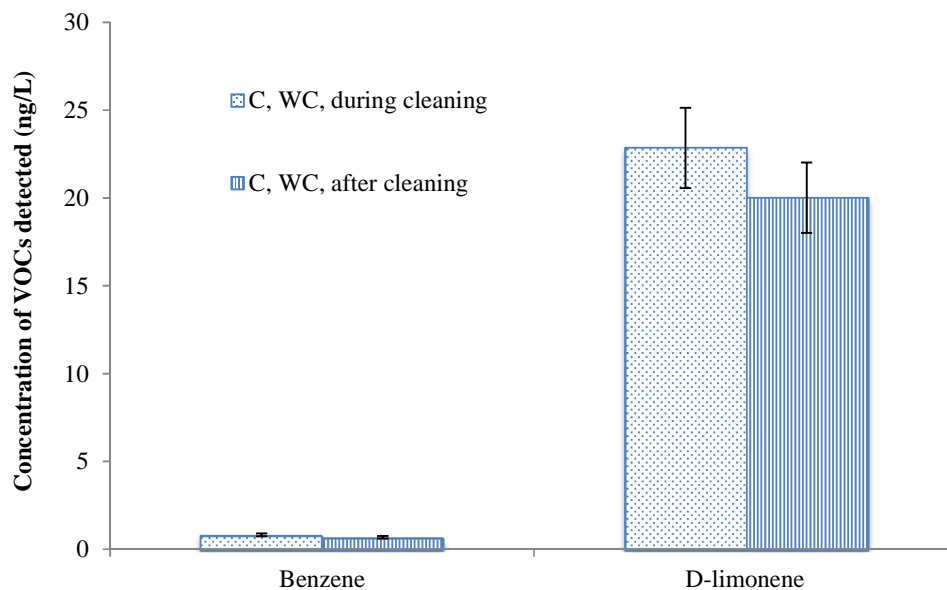 Concentration of VOCs detected (ng/L)
30
25
20
15
10
5
0
C, WC, during cleaning
C, WC, after cleaning
Benzene
D-limonene